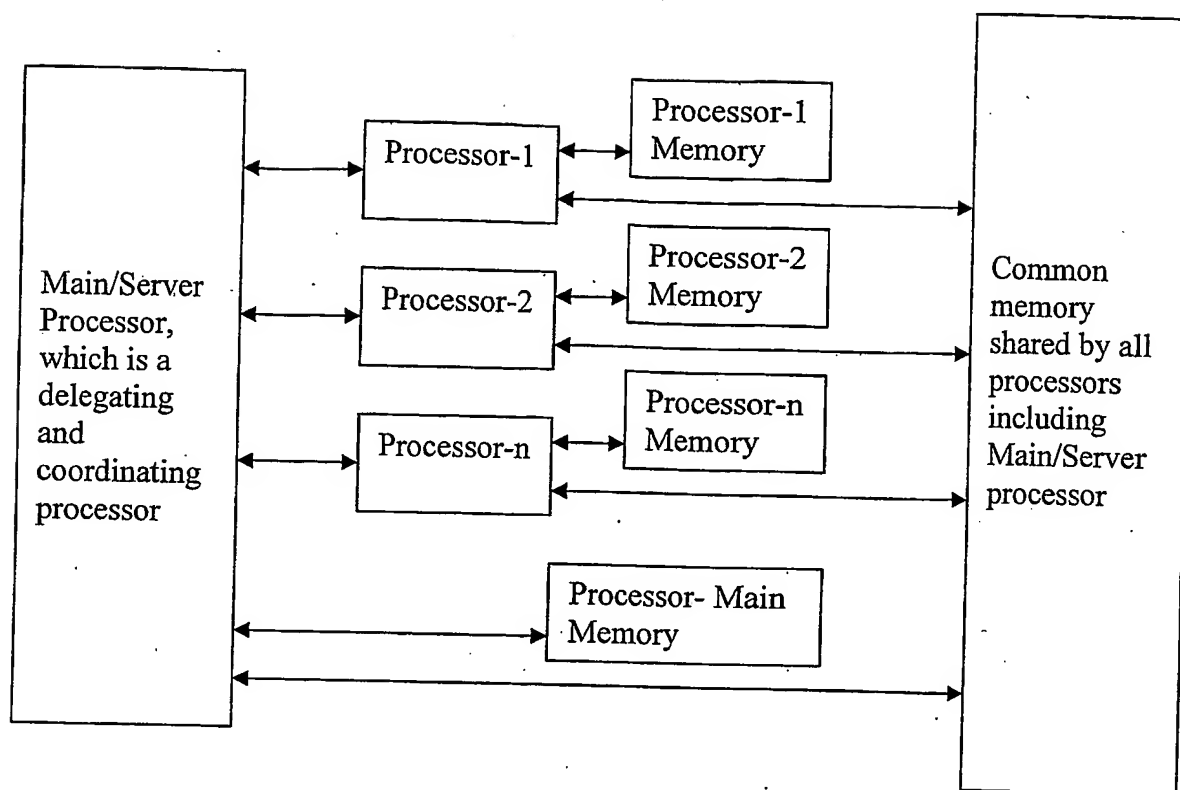 Main/Server
Processor,
which is a
delegating
and
coordinating
processor
Processor-1
Processor-1
Memory
Processor-2
Processor-2
Memory
Processor-n
Processor-n
Memory
Processor- Main
Memory
Common
memory
shared by all
processors
including
Main/Server
processor